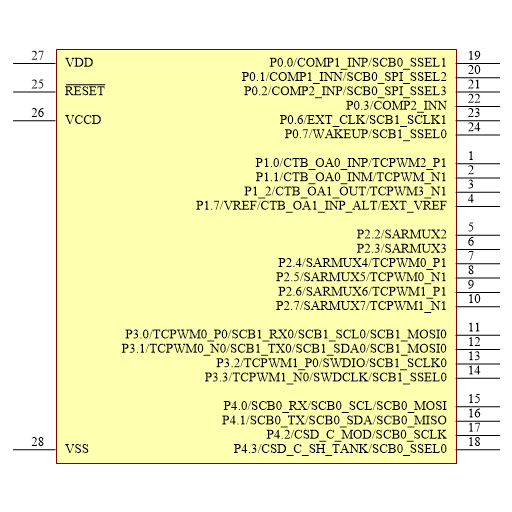 27 VDD P0.0/COMP1_INP/SCB0_SSEL1 19
P0.1/COMP1_INN/SCB0_SPI_SSEL2 20
25 RESET P0.2/COMP2_INP/SCB0_SPI_SSEL3 21
P0.3/COMP2_INN 22
26 VCCD P0.6/EXT_CLK/SCB1_SCLK1 23
P0.7/WAKEUP/SCB1_SSEL0 24
P1.0/CTB_OA0_INP/TCPWM2_P1 1
P1.1/CTB_OA0_INM/TCPWM_N1 2
P1_2/CTB_OA1_OUT/TCPWM3_N1 3
P1.7/VREF/CTB_OA1_INP_ALT/EXT_VREF 4
P2.2/SARMUX2 5
P2.3/SARMUX3 6
P2.4/SARMUX4/TCPWM0_P1 7
P2.5/SARMUX5/TCPWM0_N1 8
P2.6/SARMUX6/TCPWM1_P1 9
P2.7/SARMUX7/TCPWM1_N1 10
P3.0/TCPWM0_P0/SCB1_RX0/SCB1_SCL0/SCB1_MOSI0 11
P3.1/TCPWM0_N0/SCB1_TX0/SCB1_SDA0/SCB1_MOSI0 12
P3.2/TCPWM1_P0/SWDIO/SCB1_SCLK0 13
P3.3/TCPWM1_N0/SWDCLK/SCB1_SSEL0 14
P4.0/SCB0_RX/SCB0_SCL/SCB0_MOSI 15
P4.1/SCB0_TX/SCB0_SDA/SCB0_MISO 16
P4.2/CSD_C_MOD/SCB0_SCLK 17
28 VSS P4.3/CSD_C_SH_TANK/SCB0_SSEL0 18